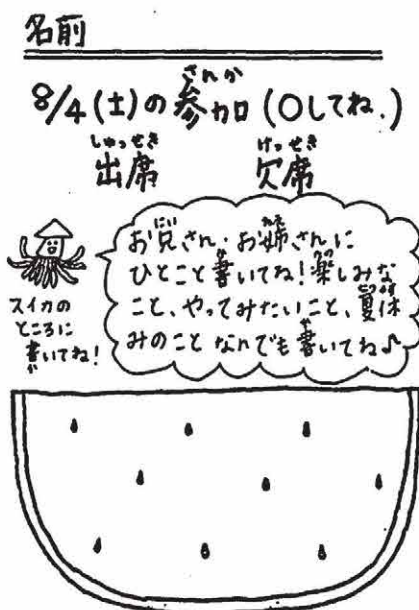 名前
8/4(土)の参加(○してね.)
さんか
出席 欠席
しゅっせき けっせき
お兄さん・お姉さんに
にい ねえ
ひとこと書いてね!楽しみな
か たの
こと、やってみたいこと、夏休
なつやす
みのこと なんでも書いてね♪
か
スイカの
ところに
書いてね!
か